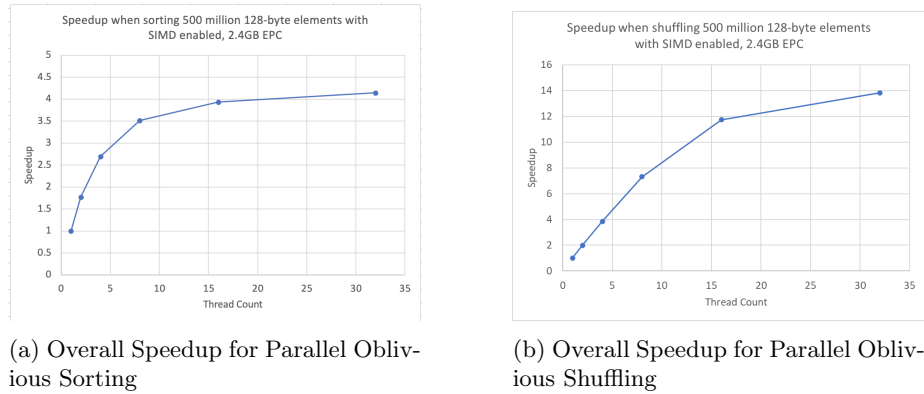 Speedup when sorting 500 million 128-byte elements with
SIMD enabled, 2.4GB EPC
5
4.5
4
3.5
3
2.5
2
1.5
1
0.5
0
Speedup
0 5 10 15 20 25 30 35
Thread Count
(a) Overall Speedup for Parallel Obliv-
ious Sorting
Speedup when shuffling 500 million 128-byte elements
with SIMD enabled, 2.4GB EPC
16
14
12
10
8
6
4
2
0
Speedup
0 5 10 15 20 25 30 35
Thread Count
(b) Overall Speedup for Parallel Obliv-
ious Shuffling